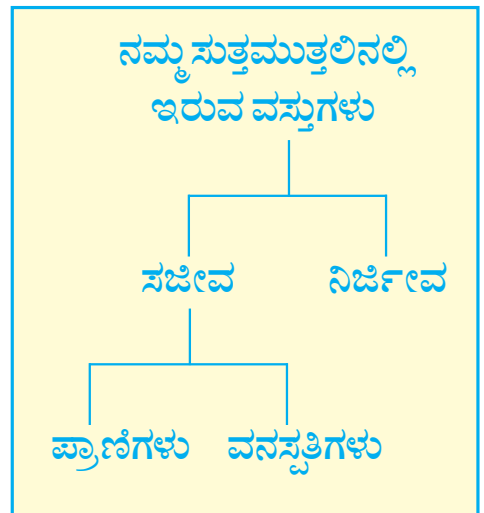 ನಮ್ಮ ಸುತ್ತಮುತ್ತಲಿನಲ್ಲಿ
ಇರುವ ವಸ್ತುಗಳು
ಸಜೀವ ನಿರ್ಜೀವ
ಪ್ರಾಣಿಗಳು ವನಸ್ಪತಿಗಳು